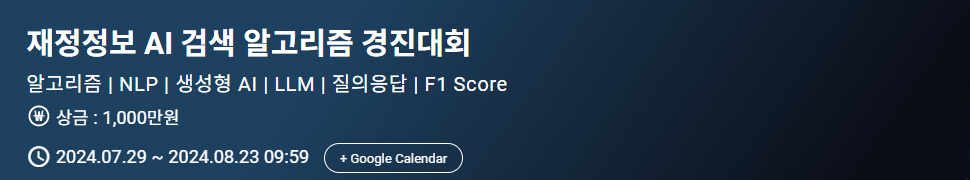 재정정보 AI 검색 알고리즘 경진대회
알고리즘 | NLP | 생성형 AI | LLM | 질의응답 | F1 Score
₩ 상금 : 1,000만원
2024.07.29 ~ 2024.08.23 09:59 + Google Calendar